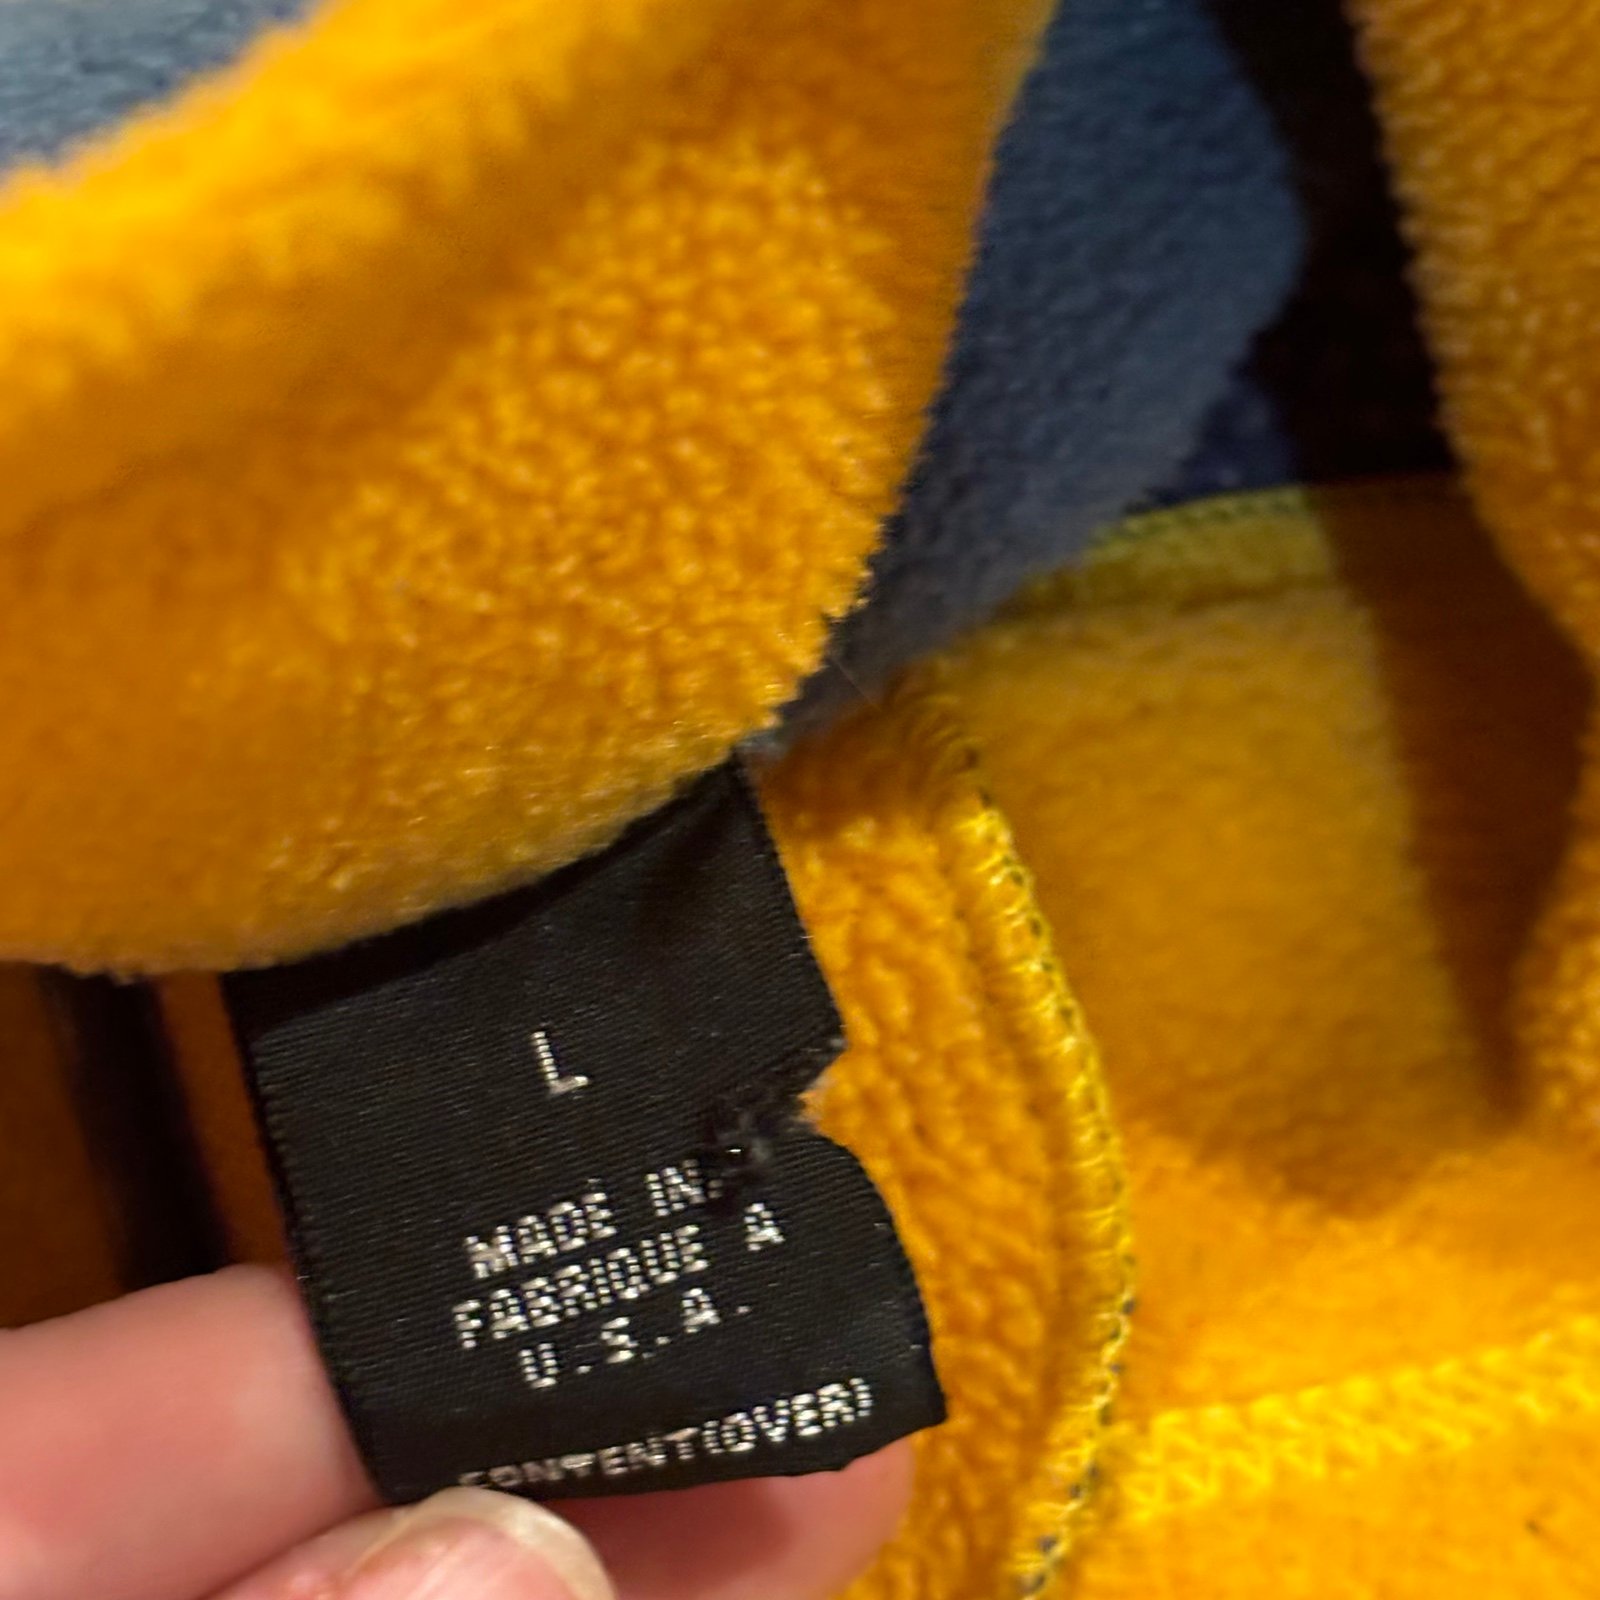 L
MADE IN
FABRIQUE A
U.S.A.
CONTENT(OVER)